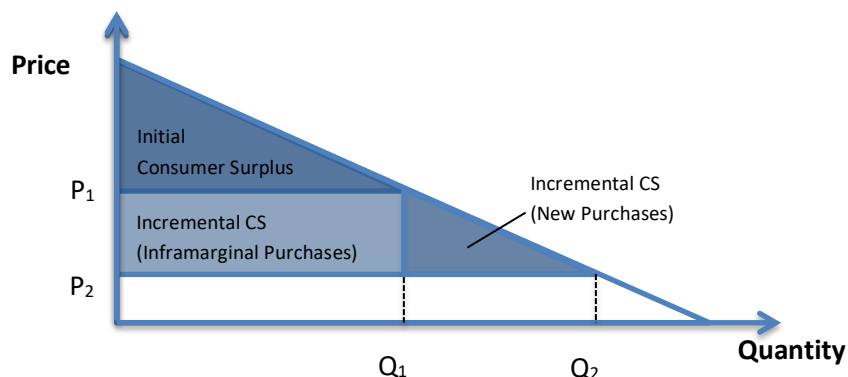 Price
Initial
Consumer Surplus
P1
Incremental CS
(New Purchases)
Incremental CS
(Inframarginal Purchases)
P2
Quantity
Q1
Q2